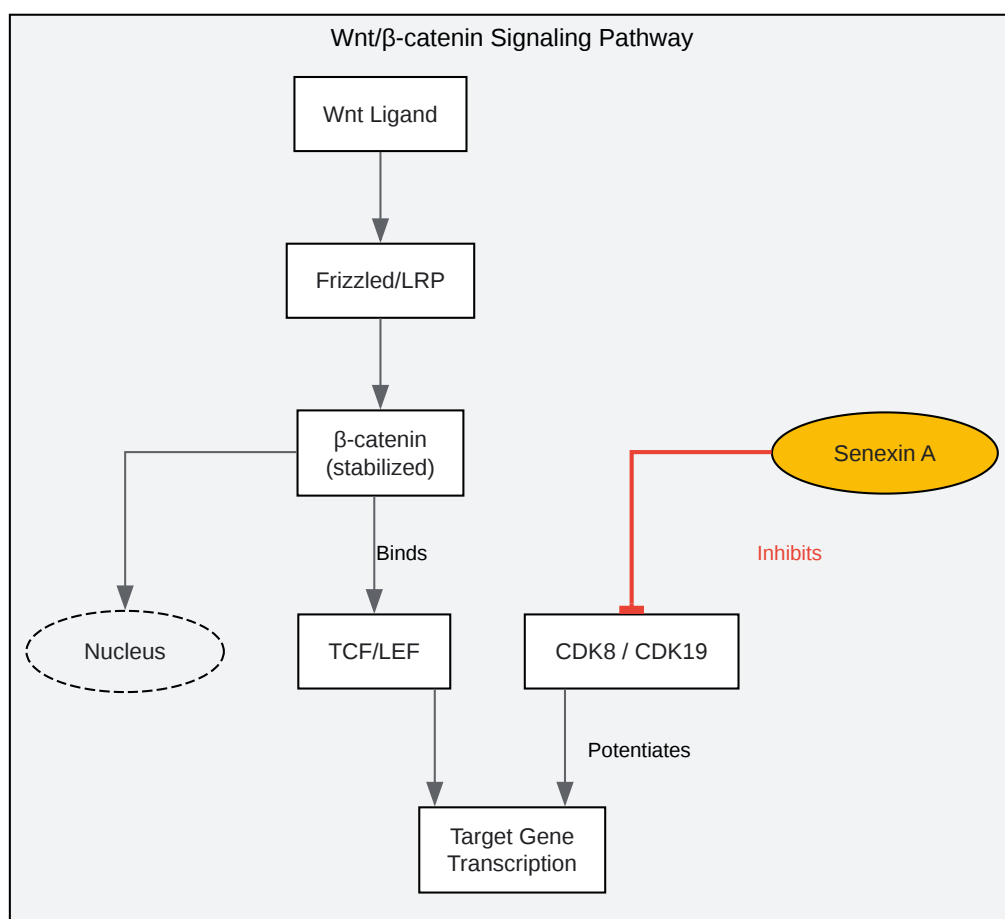 Wnt/β-catenin Signaling Pathway
Wnt Ligand
Frizzled/LRP
β-catenin
(stabilized)
Senexin A
Binds
Inhibits
Nucleus
TCF/LEF
CDK8 / CDK19
Potentiates
Target Gene
Transcription